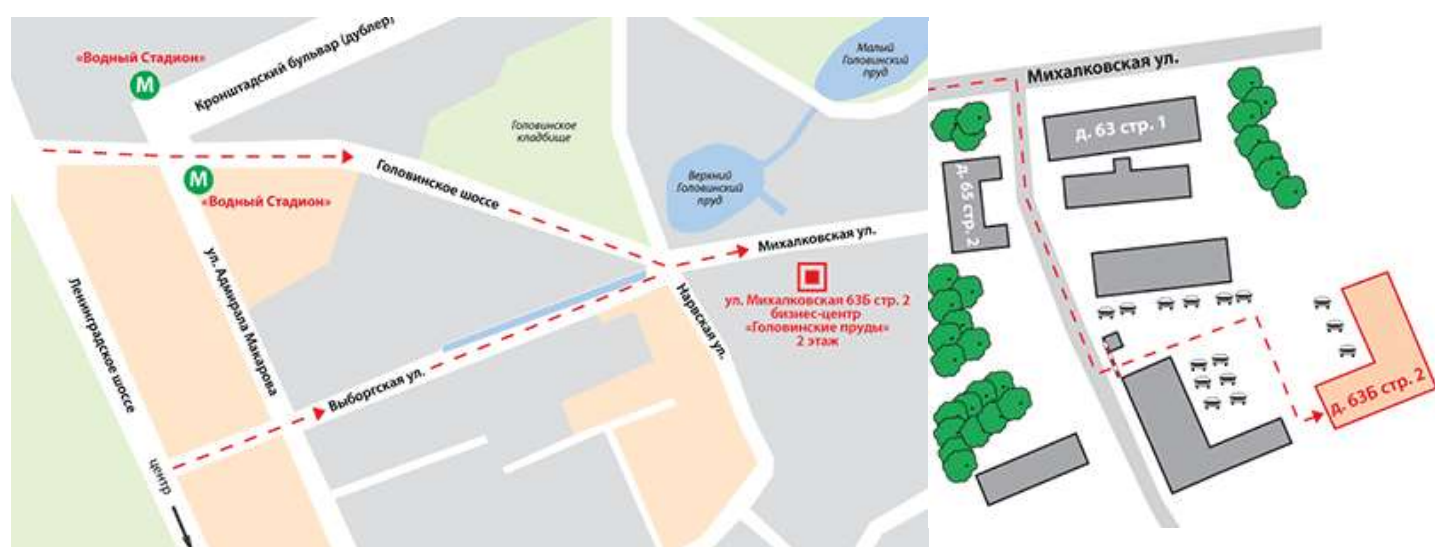 «Водный Стадион»
М
Кронштадский бульвар (дублер)
Малый
Головинский
пруд
Головинское
кладбище
Головинское шоссе
М
«Водный Стадион»
Верхний
Головинский
пруд
Михалковская ул.
ул. Михалковская 63Б стр. 2
бизнес-центр
«Головинские пруды»
2 этаж
Ленинградское шоссе
ул. Адмирала Макарова
Нарвская ул.
Выборгская ул.
центр
Михалковская ул.
д. 63 стр. 1
д. 65 стр. 2
д. 63Б стр. 2